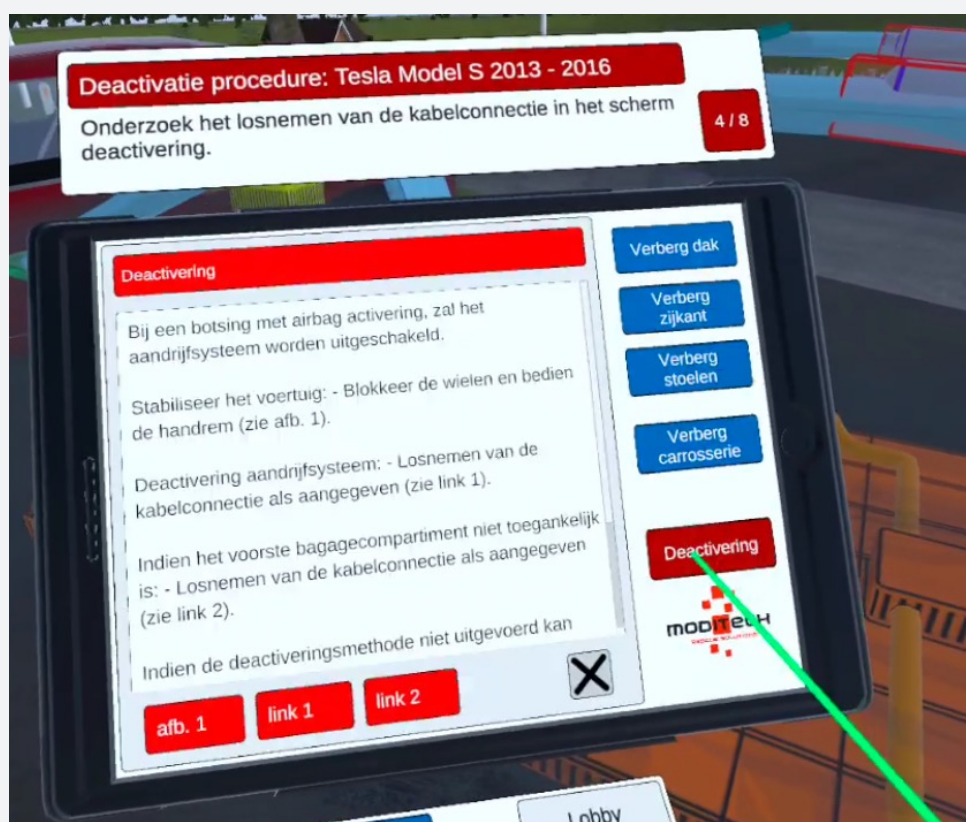 Deactivatie procedure: Tesla Model S 2013 - 2016
Onderzoek het losnemen van de kabelconnectie in het scherm
deactivering.
4 / 8
Deactivering
Bij een botsing met airbag activering, zal het
aandrijfsysteem worden uitgeschakeld.
Stabiliseer het voertuig: - Blokkeer de wielen en bedien
de handrem (zie afb. 1).
Deactivering aandrijfsysteem: - Losnemen van de
kabelconnectie als aangegeven (zie link 1).
Indien het voorste bagagecompartiment niet toegankelijk
is: - Losnemen van de kabelconnectie als aangegeven
(zie link 2).
Indien de deactiveringsmethode niet uitgevoerd kan
afb. 1
link 1
link 2
Verberg dak
Verberg
zijkant
Verberg
stoelen
Verberg
carrosserie
Deactivering
MODITECH
Lobby